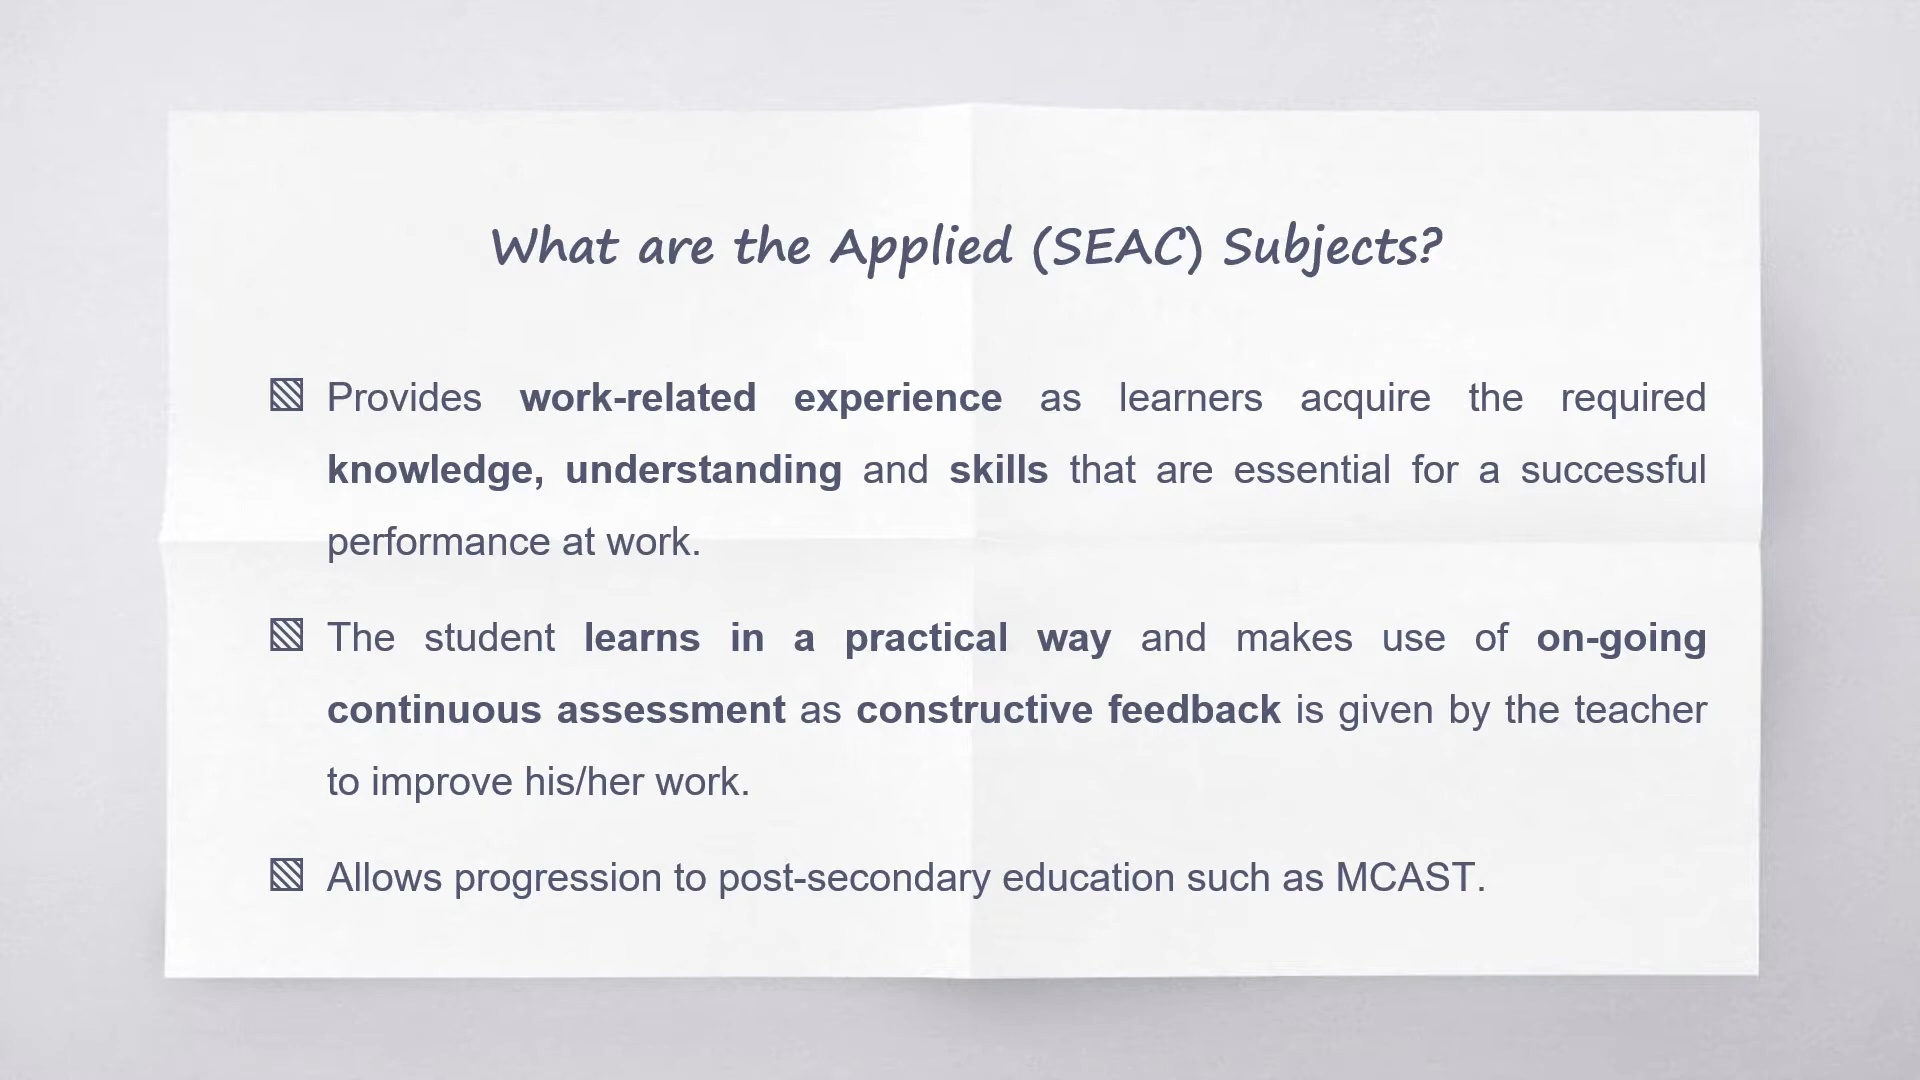 What are the Applied (SEAC) Subjects?
Provides work-related experience as learners acquire the required
knowledge, understanding and skills that are essential for a successful
performance at work.
The student learns in a practical way and makes use of on-going
continuous assessment as constructive feedback is given by the teacher
to improve his/her work.
Allows progression to post-secondary education such as MCAST.